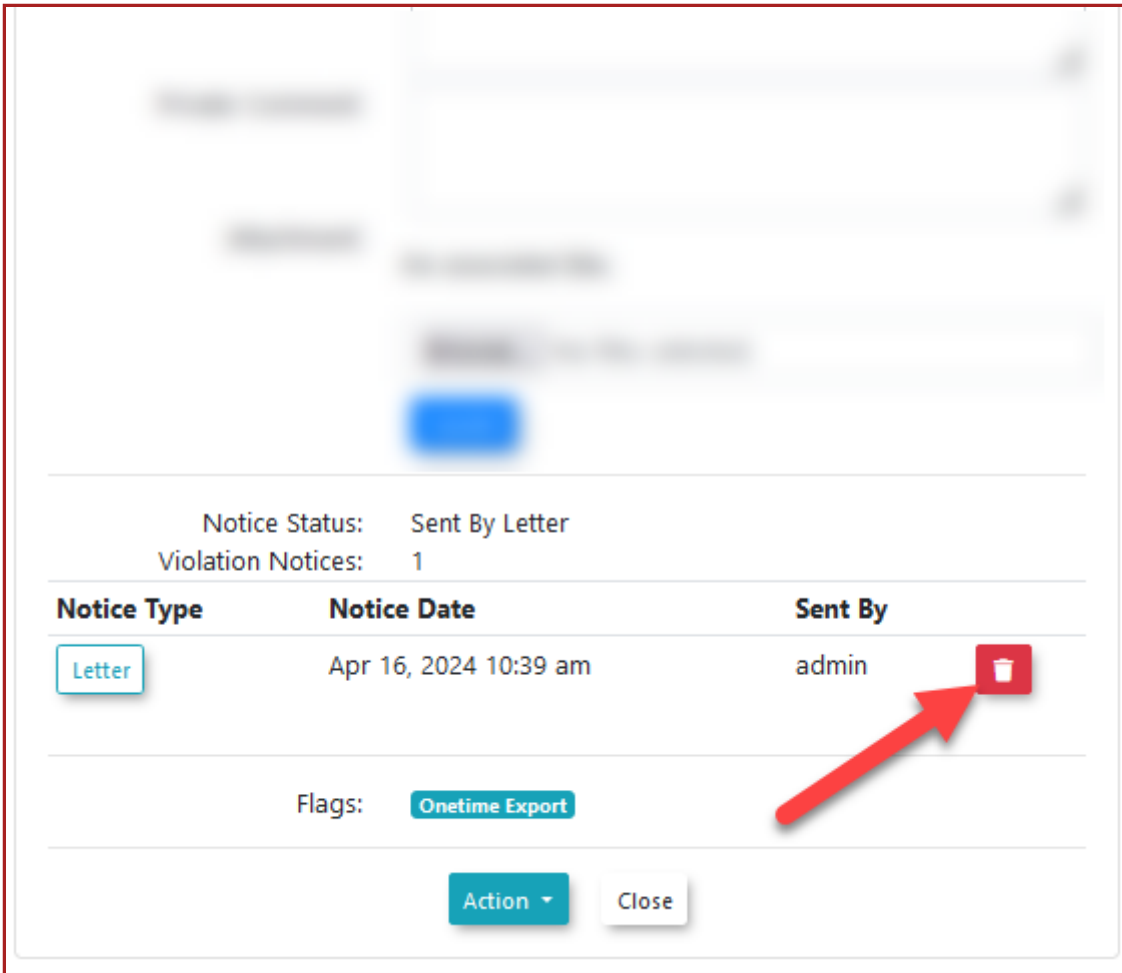 Notice Status: Sent By Letter
Violation Notices: 1
Notice Type Notice Date Sent By
Letter Apr 16, 2024 10:39 am admin
Flags: Onetime Export
Action Close